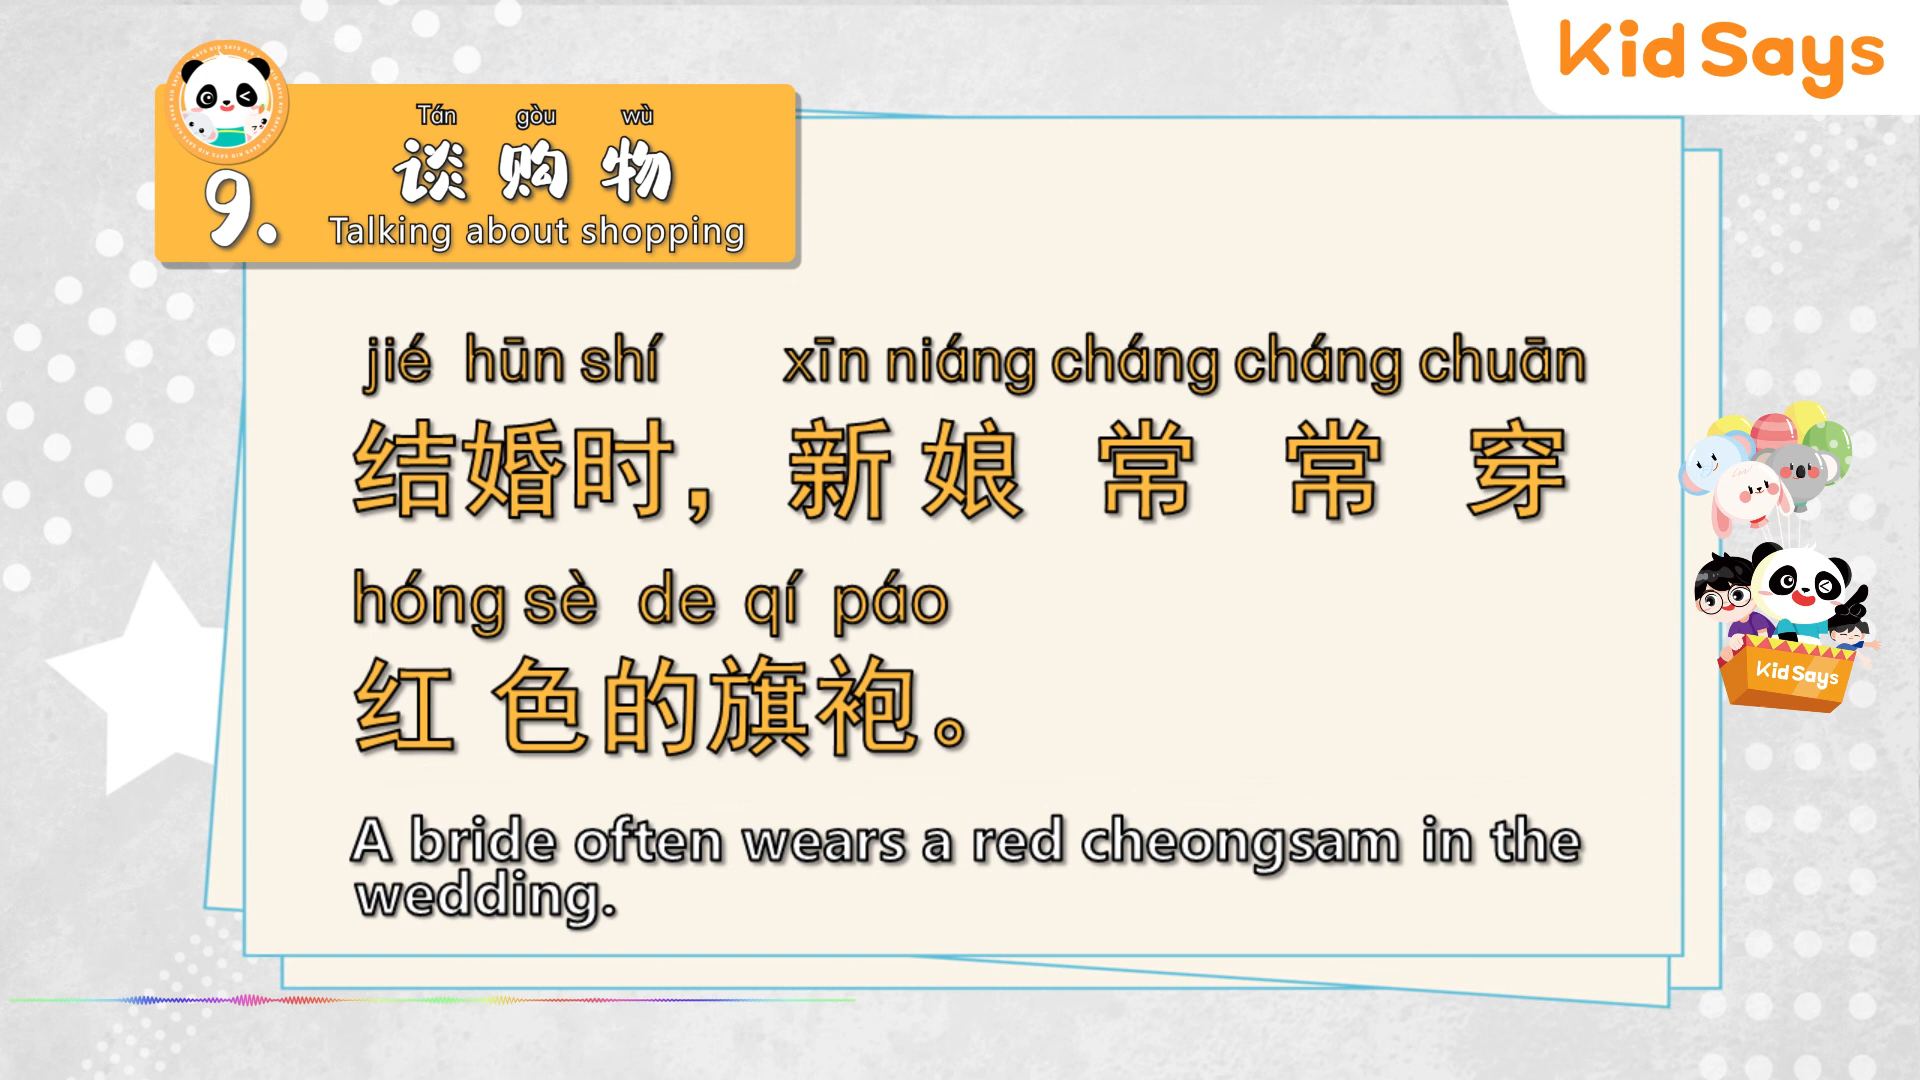 Kid Says
Tán gòu wù
谈购物
9.
Talking about shopping
jié hūn shí xīn niáng cháng cháng chuān
结婚时，新娘常常穿
hóng sè de qí páo
红色的旗袍。
A bride often wears a red cheongsam in the
wedding.
Kid Says